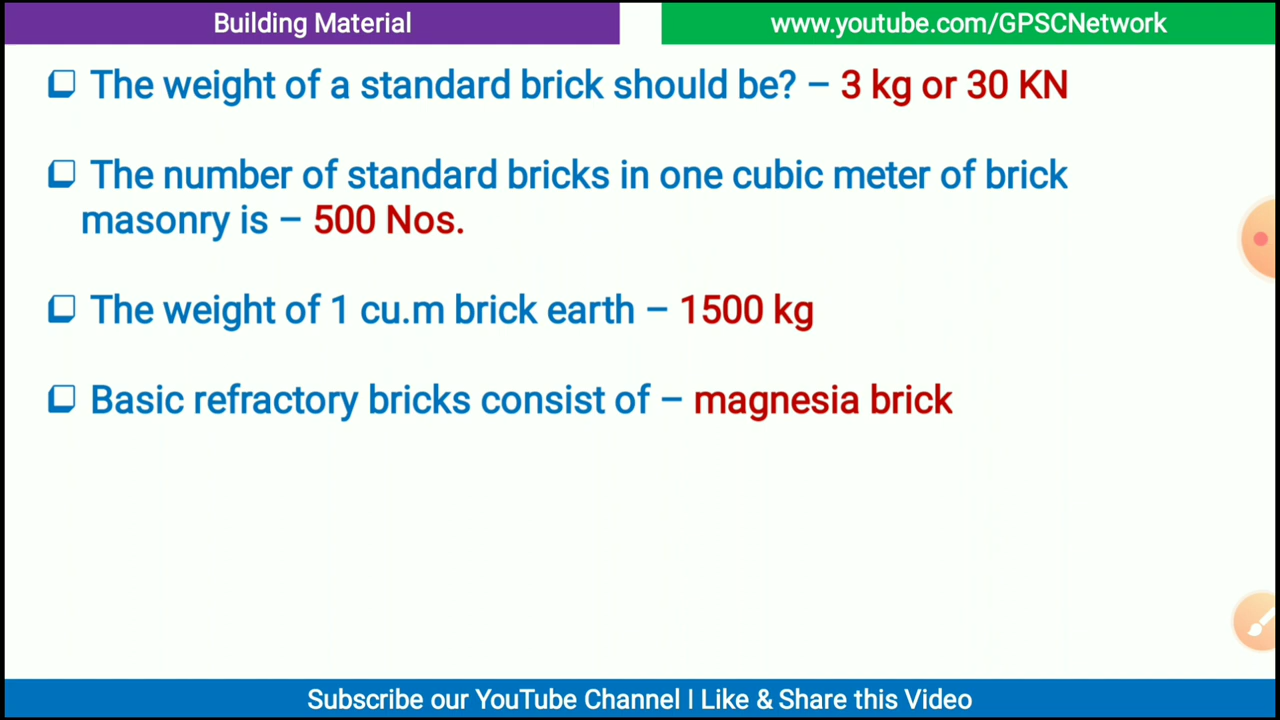 Building Material
www.youtube.com/GPSCNetwork
The weight of a standard brick should be? – 3 kg or 30 KN
The number of standard bricks in one cubic meter of brick
masonry is – 500 Nos.
The weight of 1 cu.m brick earth – 1500 kg
Basic refractory bricks consist of – magnesia brick
Subscribe our YouTube Channel I Like & Share this Video